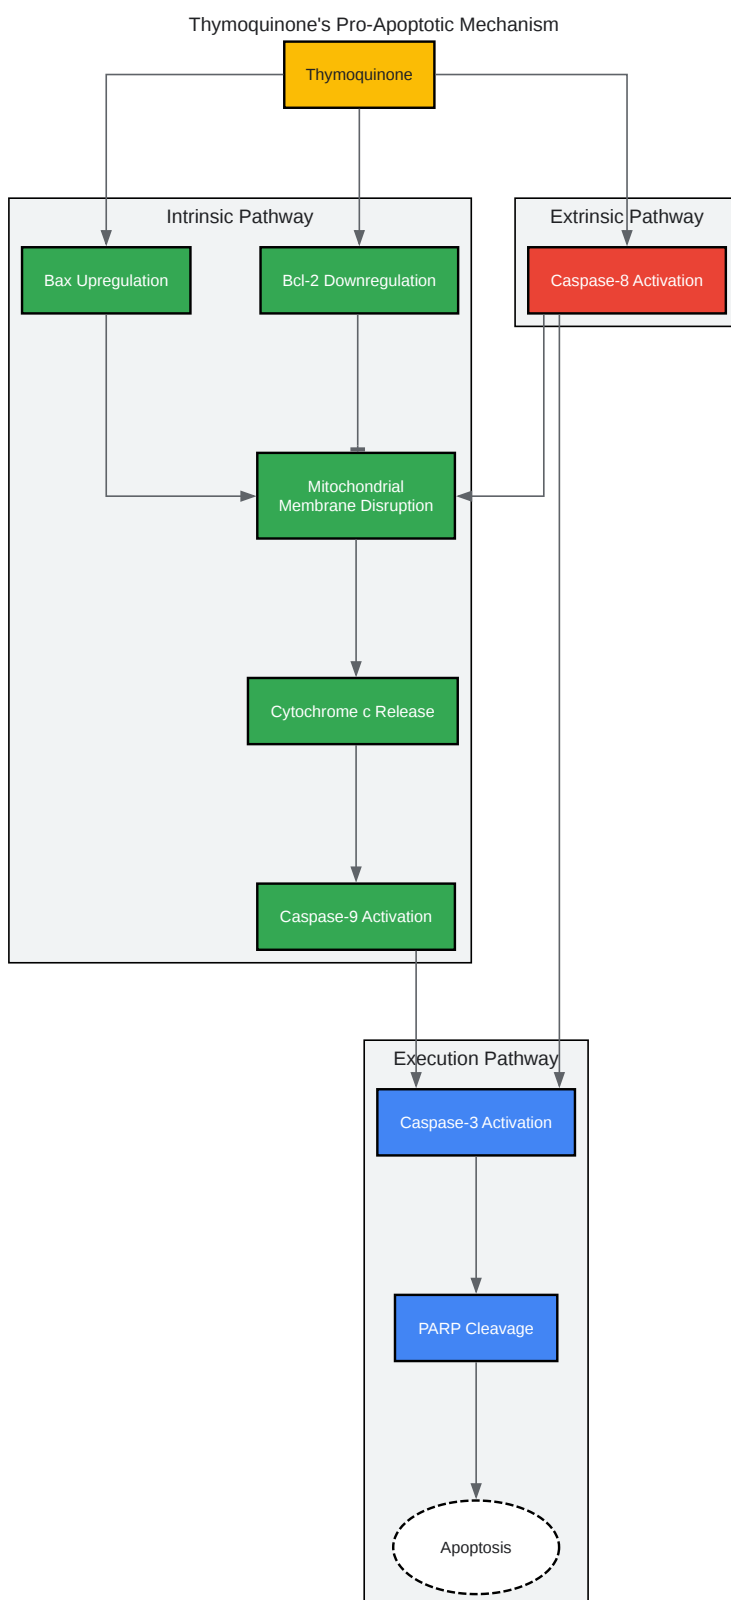 Thymoquinone's Pro-Apoptotic Mechanism
Thymoquinone
Intrinsic Pathway
Extrinsic Pathway
Bax Upregulation
Bcl-2 Downregulation
Caspase-8 Activation
Mitochondrial
Membrane Disruption
Cytochrome c Release
Caspase-9 Activation
Execution Pathway
Caspase-3 Activation
PARP Cleavage
Apoptosis